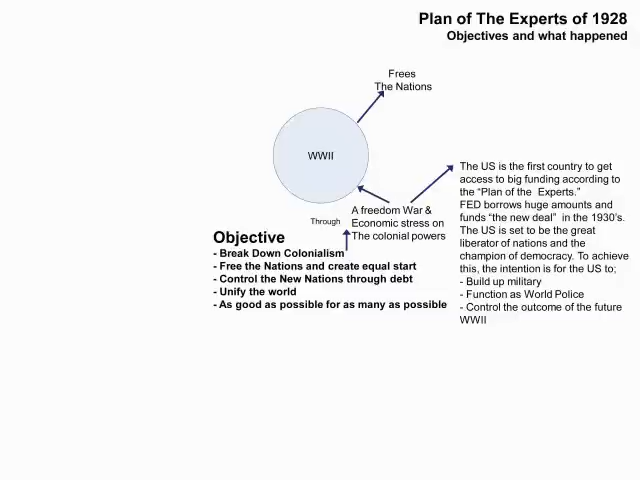 Plan of The Experts of 1928
Objectives and what happened
Frees
The Nations
WWII
The US is the first country to get
access to big funding according to
the “Plan of the Experts.”
FED borrows huge amounts and
funds “the new deal” in the 1930’s.
The US is set to be the great
liberator of nations and the
champion of democracy. To achieve
this, the intention is for the US to;
- Build up military
- Function as World Police
- Control the outcome of the future
WWII
A freedom War &
Economic stress on
The colonial powers
Through
Objective
- Break Down Colonialism
- Free the Nations and create equal start
- Control the New Nations through debt
- Unify the world
- As good as possible for as many as possible